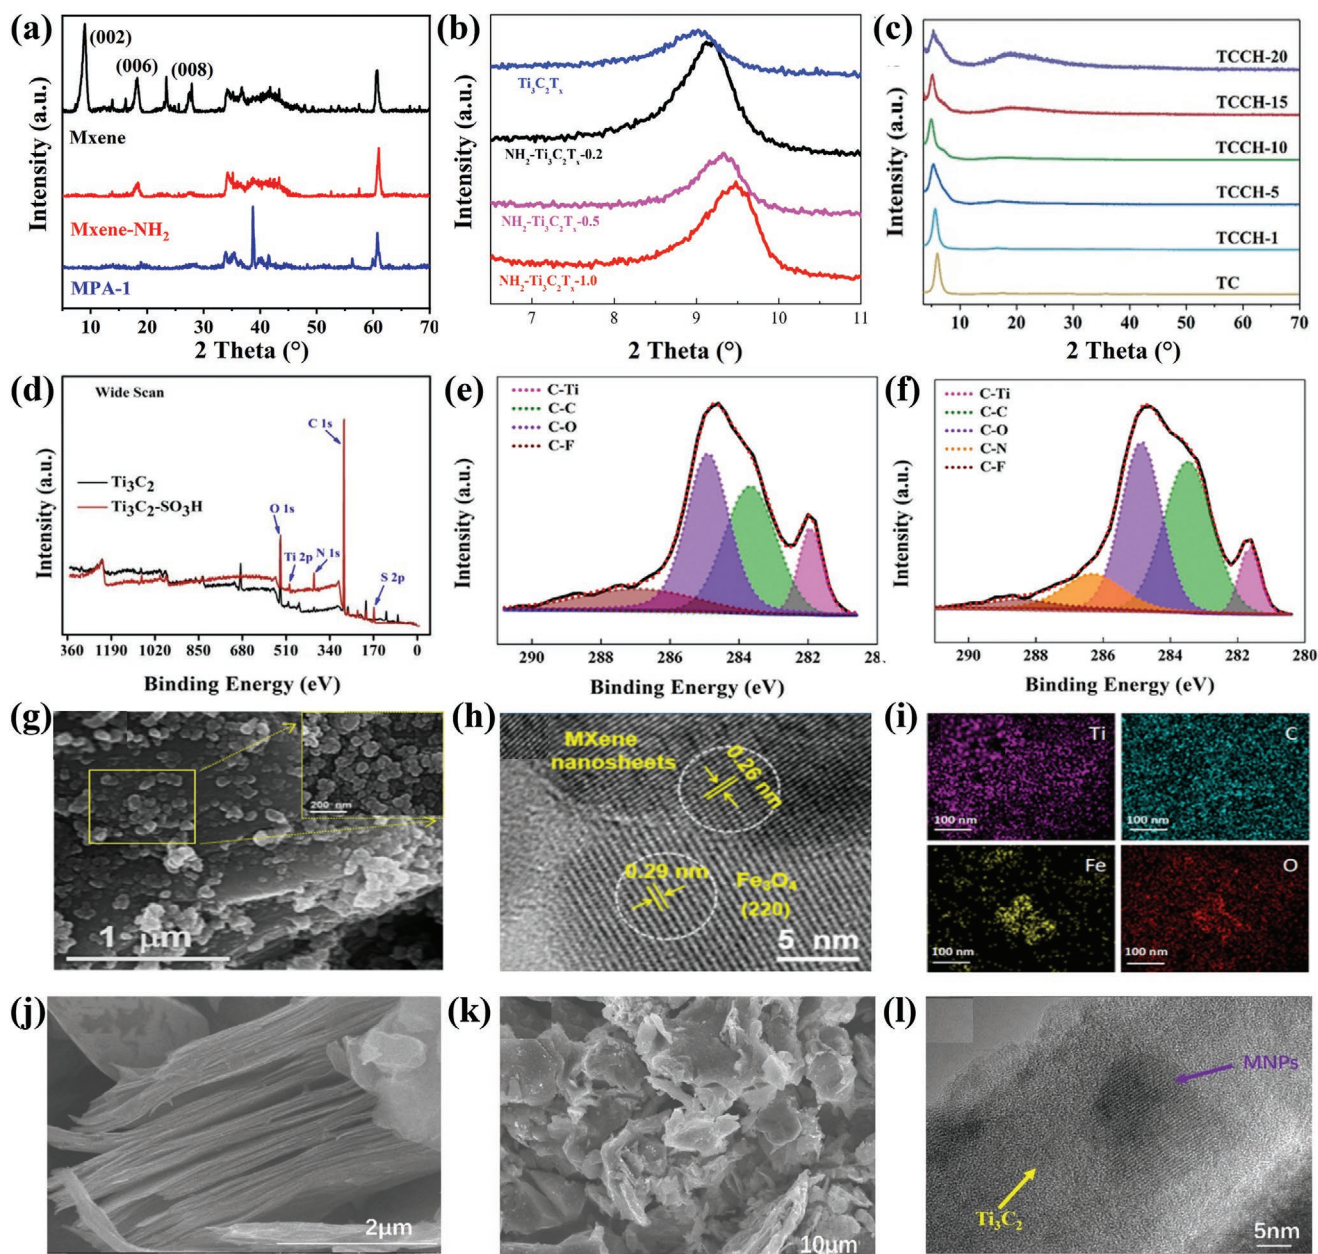 (a)
(002)
(006)
(008)
Mxene
Mxene-NH₂
MPA-1
Intensity (a.u.)
10 20 30 40 50 60 70
2 Theta (°)
(b)
Ti₃C₂Tₓ
NH₂-Ti₃C₂Tₓ-0.2
NH₂-Ti₃C₂Tₓ-0.5
NH₂-Ti₃C₂Tₓ-1.0
Intensity (a.u.)
7 8 9 10 11
2 Theta (°)
(c)
TCCH-20
TCCH-15
TCCH-10
TCCH-5
TCCH-1
TC
Intensity (a.u.)
10 20 30 40 50 60 70
2 Theta (°)
(d)
Wide Scan
C 1s
Ti₃C₂
Ti₃C₂-SO₃H
O 1s
Ti 2p
N 1s
S 2p
Intensity (a.u.)
360 1190 1020 850 680 510 340 170 0
Binding Energy (eV)
(e)
C-Ti
C-C
C-O
C-F
Intensity (a.u.)
290 288 286 284 282 28
Binding Energy (eV)
(f)
C-Ti
C-C
C-O
C-N
C-F
Intensity (a.u.)
290 288 286 284 282 280
Binding Energy (eV)
(g)
200 nm
1 μm
(h)
MXene
nanosheets
0.26 nm
0.29 nm
Fe₃O₄
(220)
5 nm
(i)
Ti
100 nm
C
100 nm
Fe
100 nm
O
100 nm
(j)
2μm
(k)
10μm
(l)
MNPs
Ti₃C₂
5nm